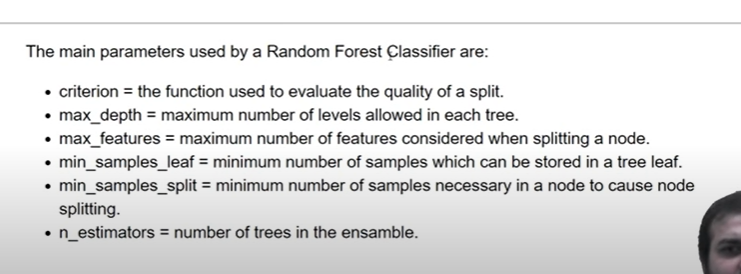 The main parameters used by a Random Forest Classifier are:
• criterion = the function used to evaluate the quality of a split.
• max_depth = maximum number of levels allowed in each tree.
• max_features = maximum number of features considered when splitting a node.
• min_samples_leaf = minimum number of samples which can be stored in a tree leaf.
• min_samples_split = minimum number of samples necessary in a node to cause node
splitting.
• n_estimators = number of trees in the ensamble.